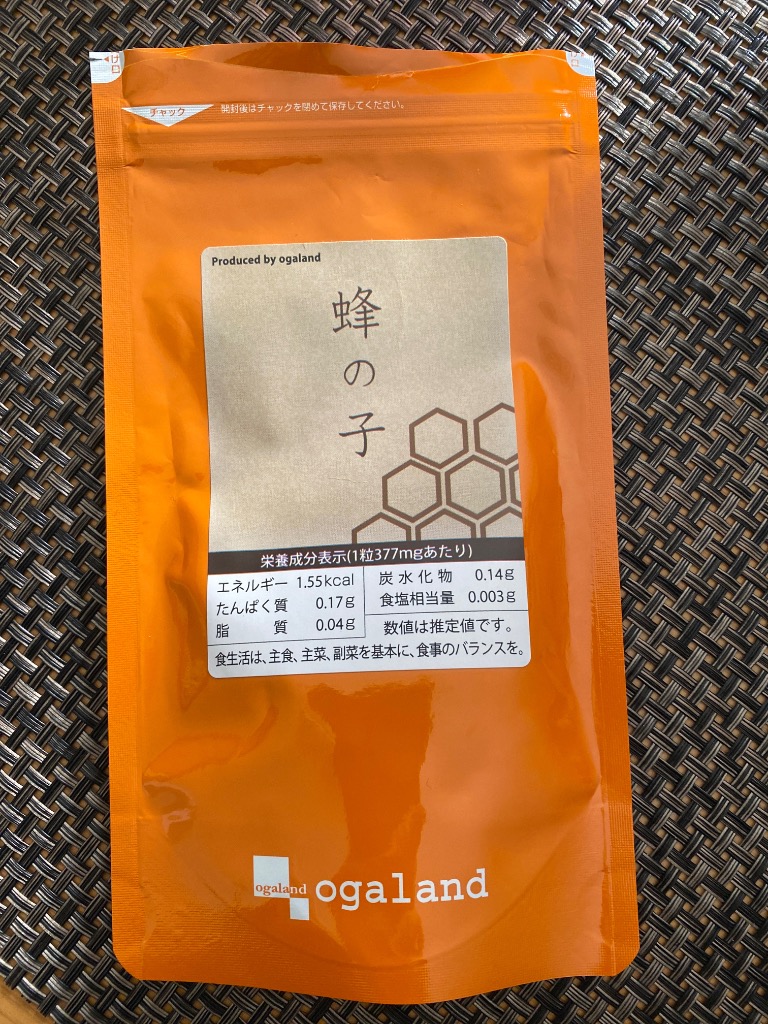 チャック
開封後はチャックを閉めて保存してください。
Produced by ogaland
蜂の子
栄養成分表示(1粒377mgあたり)
エネルギー 1.55kcal
たんぱく質 0.17g
脂質 0.04g
炭水化物 0.14g
食塩相当量 0.003g
数値は推定値です。
食生活は、主食、主菜、副菜を基本に、食事のバランスを。
ogaland
ogaland